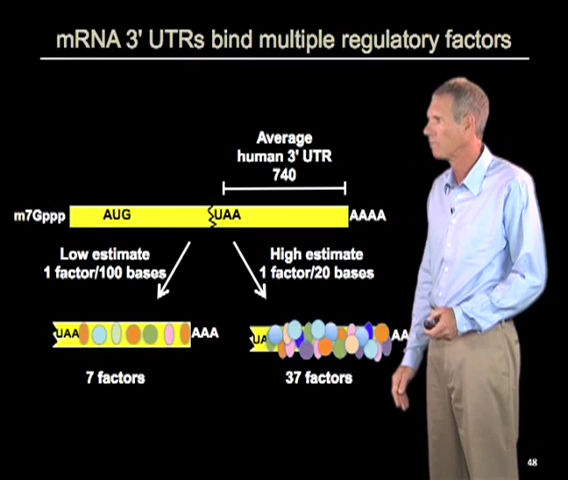 mRNA 3' UTRs bind multiple regulatory factors
Average
human 3' UTR
740
m7Gppp AUG UAA AAAA
Low estimate
1 factor/100 bases
High estimate
1 factor/20 bases
UAA AAA
UA AA
7 factors
37 factors
48